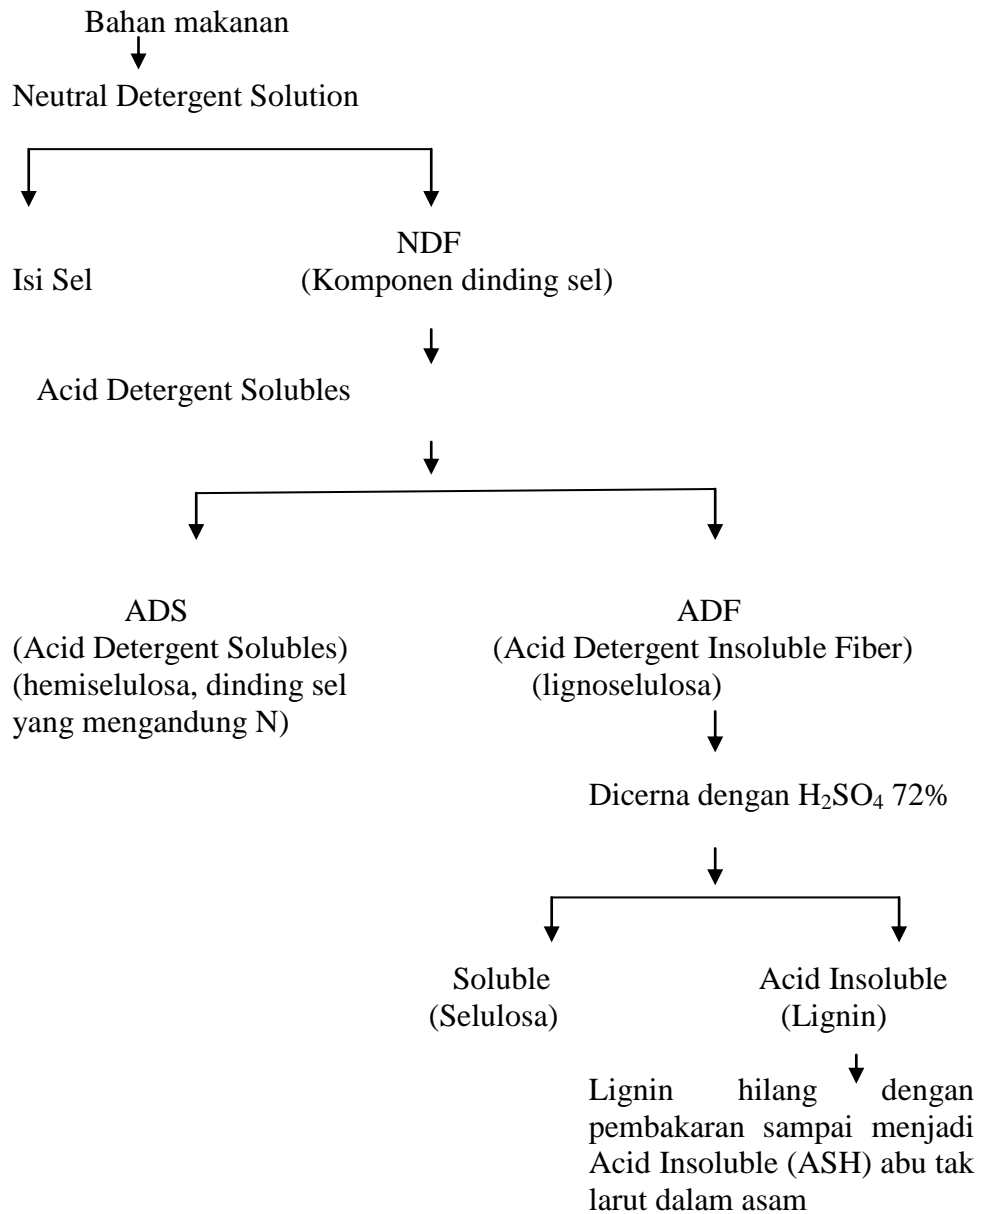 Bahan makanan
Neutral Detergent Solution
NDF
Isi Sel
(Komponen dinding sel)
Acid Detergent Solubles
ADS
(Acid Detergent Solubles)
(hemiselulosa, dinding sel
yang mengandung N)
ADF
(Acid Detergent Insoluble Fiber)
(lignoselulosa)
Dicerna dengan H₂SO₄ 72%
Soluble
(Selulosa)
Acid Insoluble
(Lignin)
Lignin hilang dengan
pembakaran sampai menjadi
Acid Insoluble (ASH) abu tak
larut dalam asam